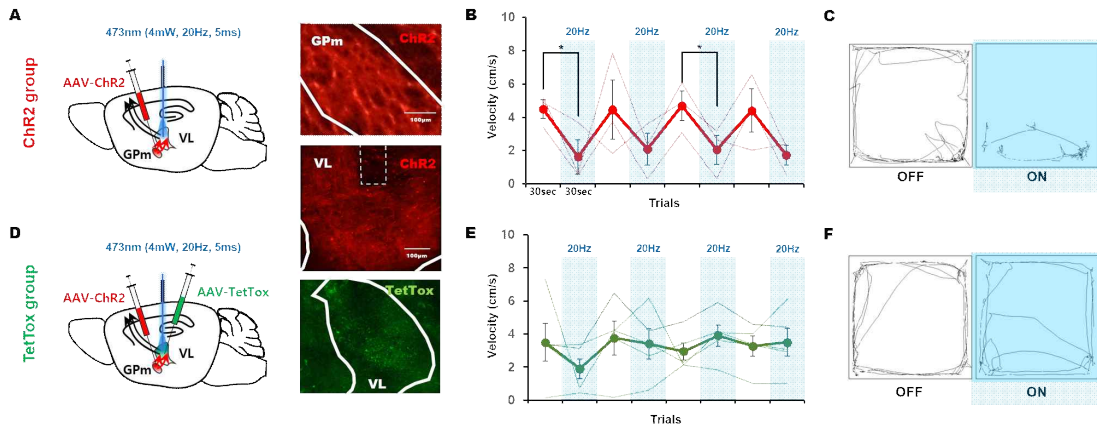 A
473nm (4mW, 20Hz, 5ms)
AAV-ChR2
ChR2 group
VL
GPm
GPm
ChR2
100μm
VL
ChR2
100μm
B
20Hz
20Hz
20Hz
20Hz
*
*
Velocity (cm/s)
10
8
6
4
2
0
30sec
30sec
Trials
C
OFF
ON
D
473nm (4mW, 20Hz, 5ms)
AAV-ChR2
AAV-TetTox
TetTox group
VL
GPm
TetTox
VL
E
20Hz
20Hz
20Hz
20Hz
Velocity (cm/s)
10
8
6
4
2
0
Trials
F
OFF
ON